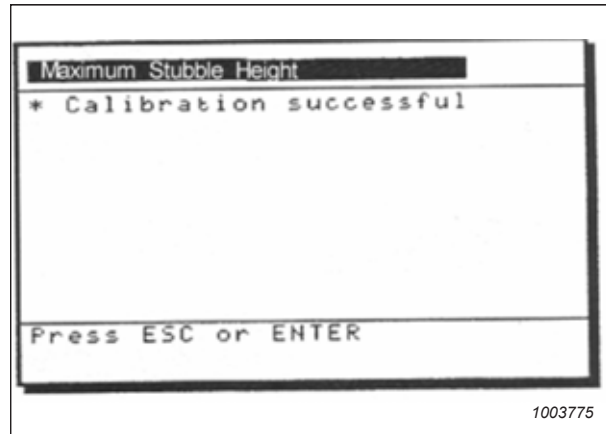 Maximum Stubble Height
* Calibration successful
Press ESC or ENTER
1003775